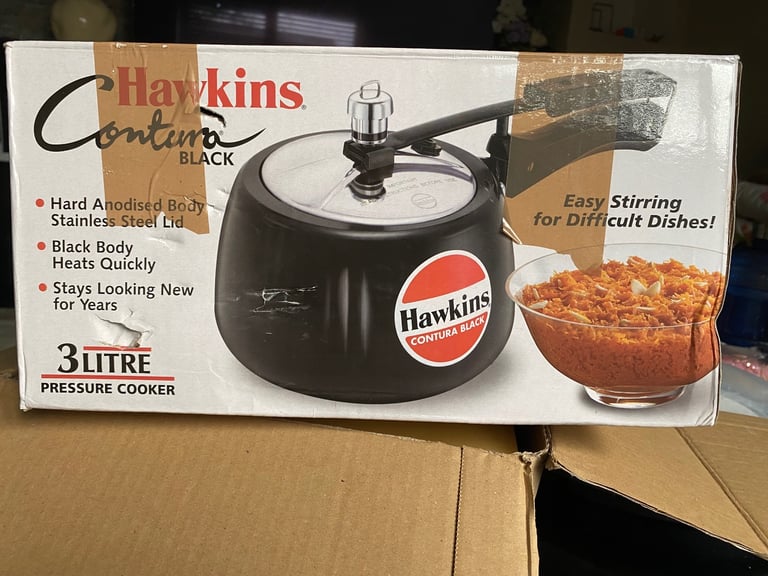 Hawkins
Contura
BLACK
Hard Anodised Body
Stainless Steel Lid
Black Body
Heats Quickly
Stays Looking New
for Years
3 LITRE
PRESSURE COOKER
Easy Stirring
for Difficult Dishes!
Hawkins
CONTURA BLACK